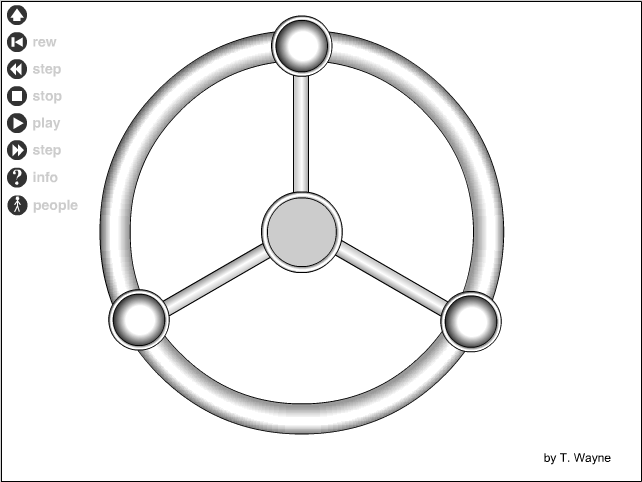 rew
step
stop
play
step
? info
people
by T. Wayne